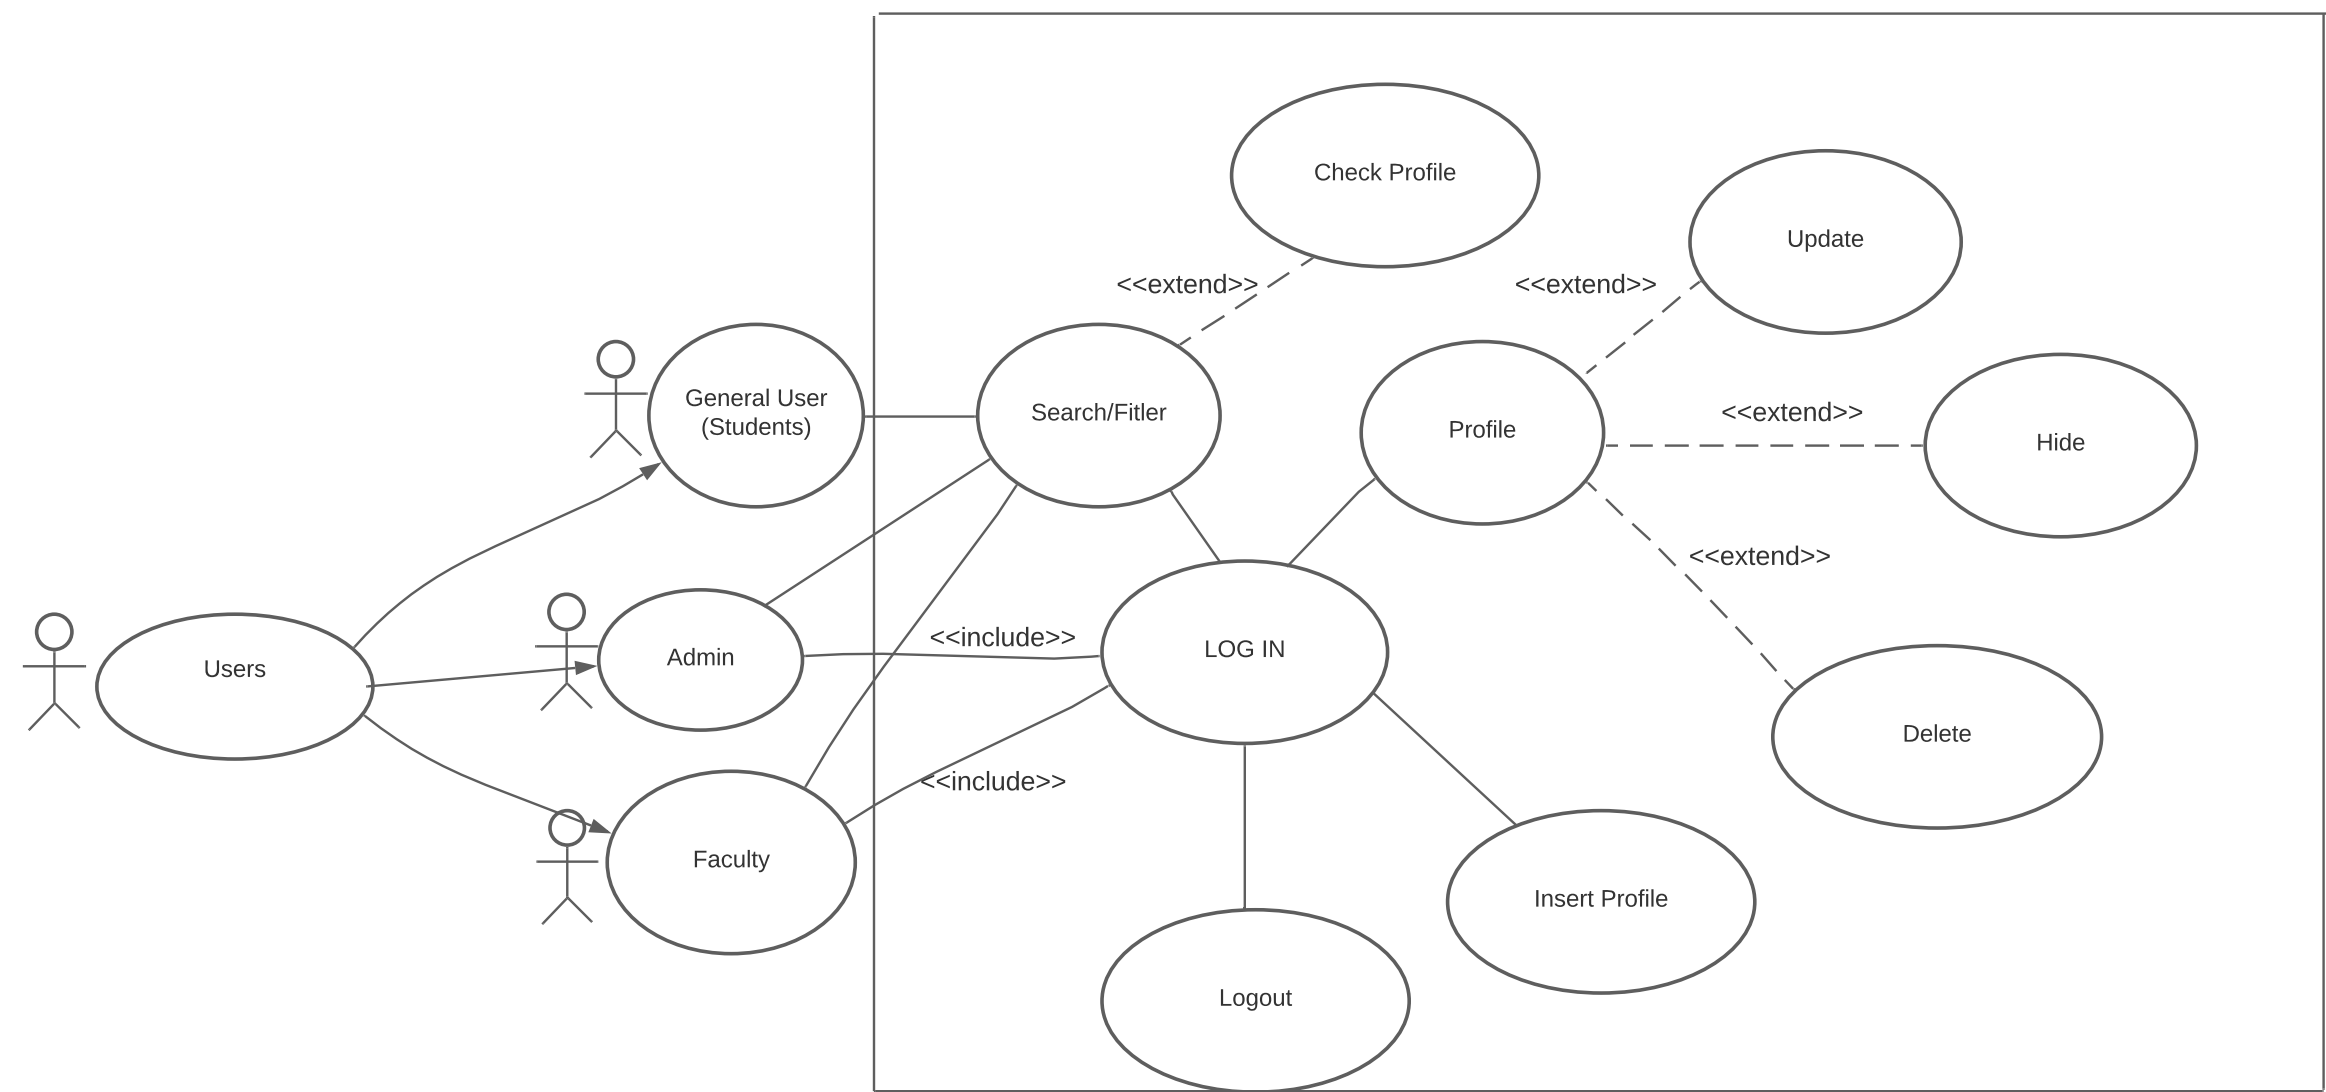 Check Profile
Update
<<extend>>
<<extend>>
General User
(Students)
Search/Fitler
Profile
<<extend>>
Hide
<<extend>>
Users
Admin
<<include>>
LOG IN
Delete
<<include>>
Faculty
Insert Profile
Logout